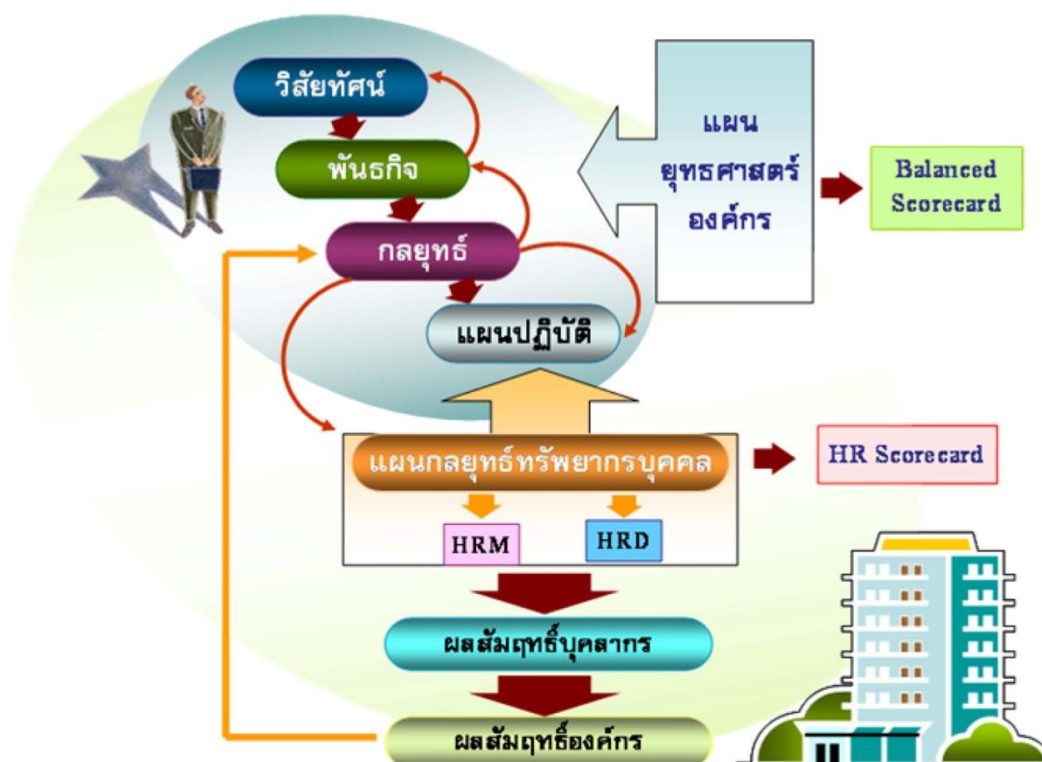 วิสัยทัศน์
พันธกิจ
กลยุทธ์
แผนปฏิบัติ
แผน
ยุทธศาสตร์
องค์กร
Balanced
Scorecard
แผนกลยุทธ์ทรัพยากรบุคคล
HR Scorecard
HRM
HRD
ผลสัมฤทธิ์บุคลากร
ผลสัมฤทธิ์องค์กร